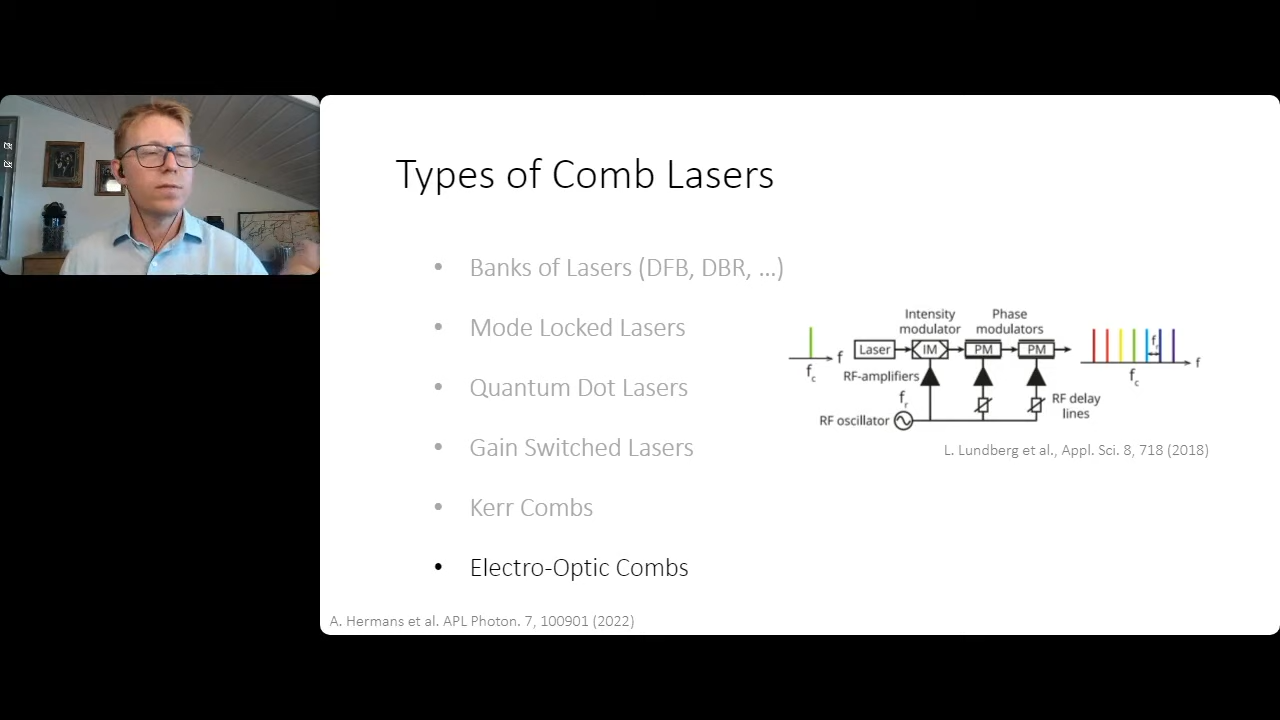 Types of Comb Lasers
• Banks of Lasers (DFB, DBR, ...)
• Mode Locked Lasers
• Quantum Dot Lasers
• Gain Switched Lasers
• Kerr Combs
• Electro-Optic Combs
Intensity modulator
Phase modulators
f
fc
Laser
IM
PM
PM
fr
f
fc
RF-amplifiers
fr
RF oscillator
RF delay lines
L. Lundberg et al., Appl. Sci. 8, 718 (2018)
A. Hermans et al. APL Photon. 7, 100901 (2022)